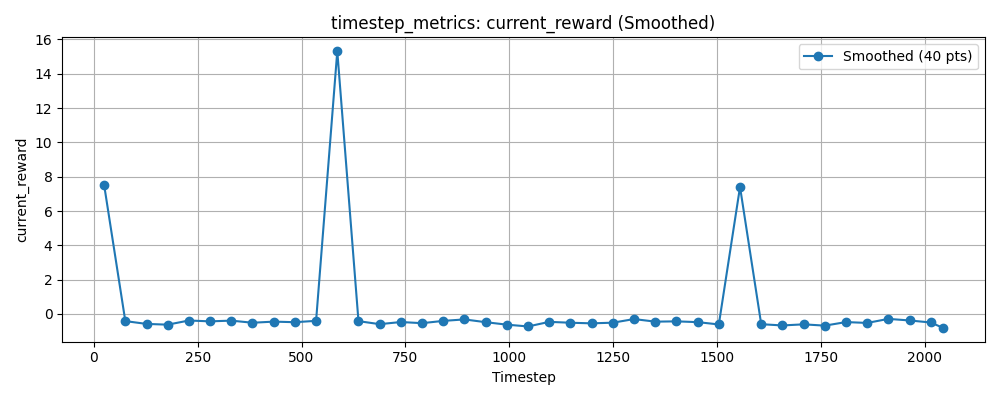 timestep_metrics: current_reward (Smoothed)
Smoothed (40 pts)
current_reward
16
14
12
10
8
6
4
2
0
0 250 500 750 1000 1250 1500 1750 2000
Timestep